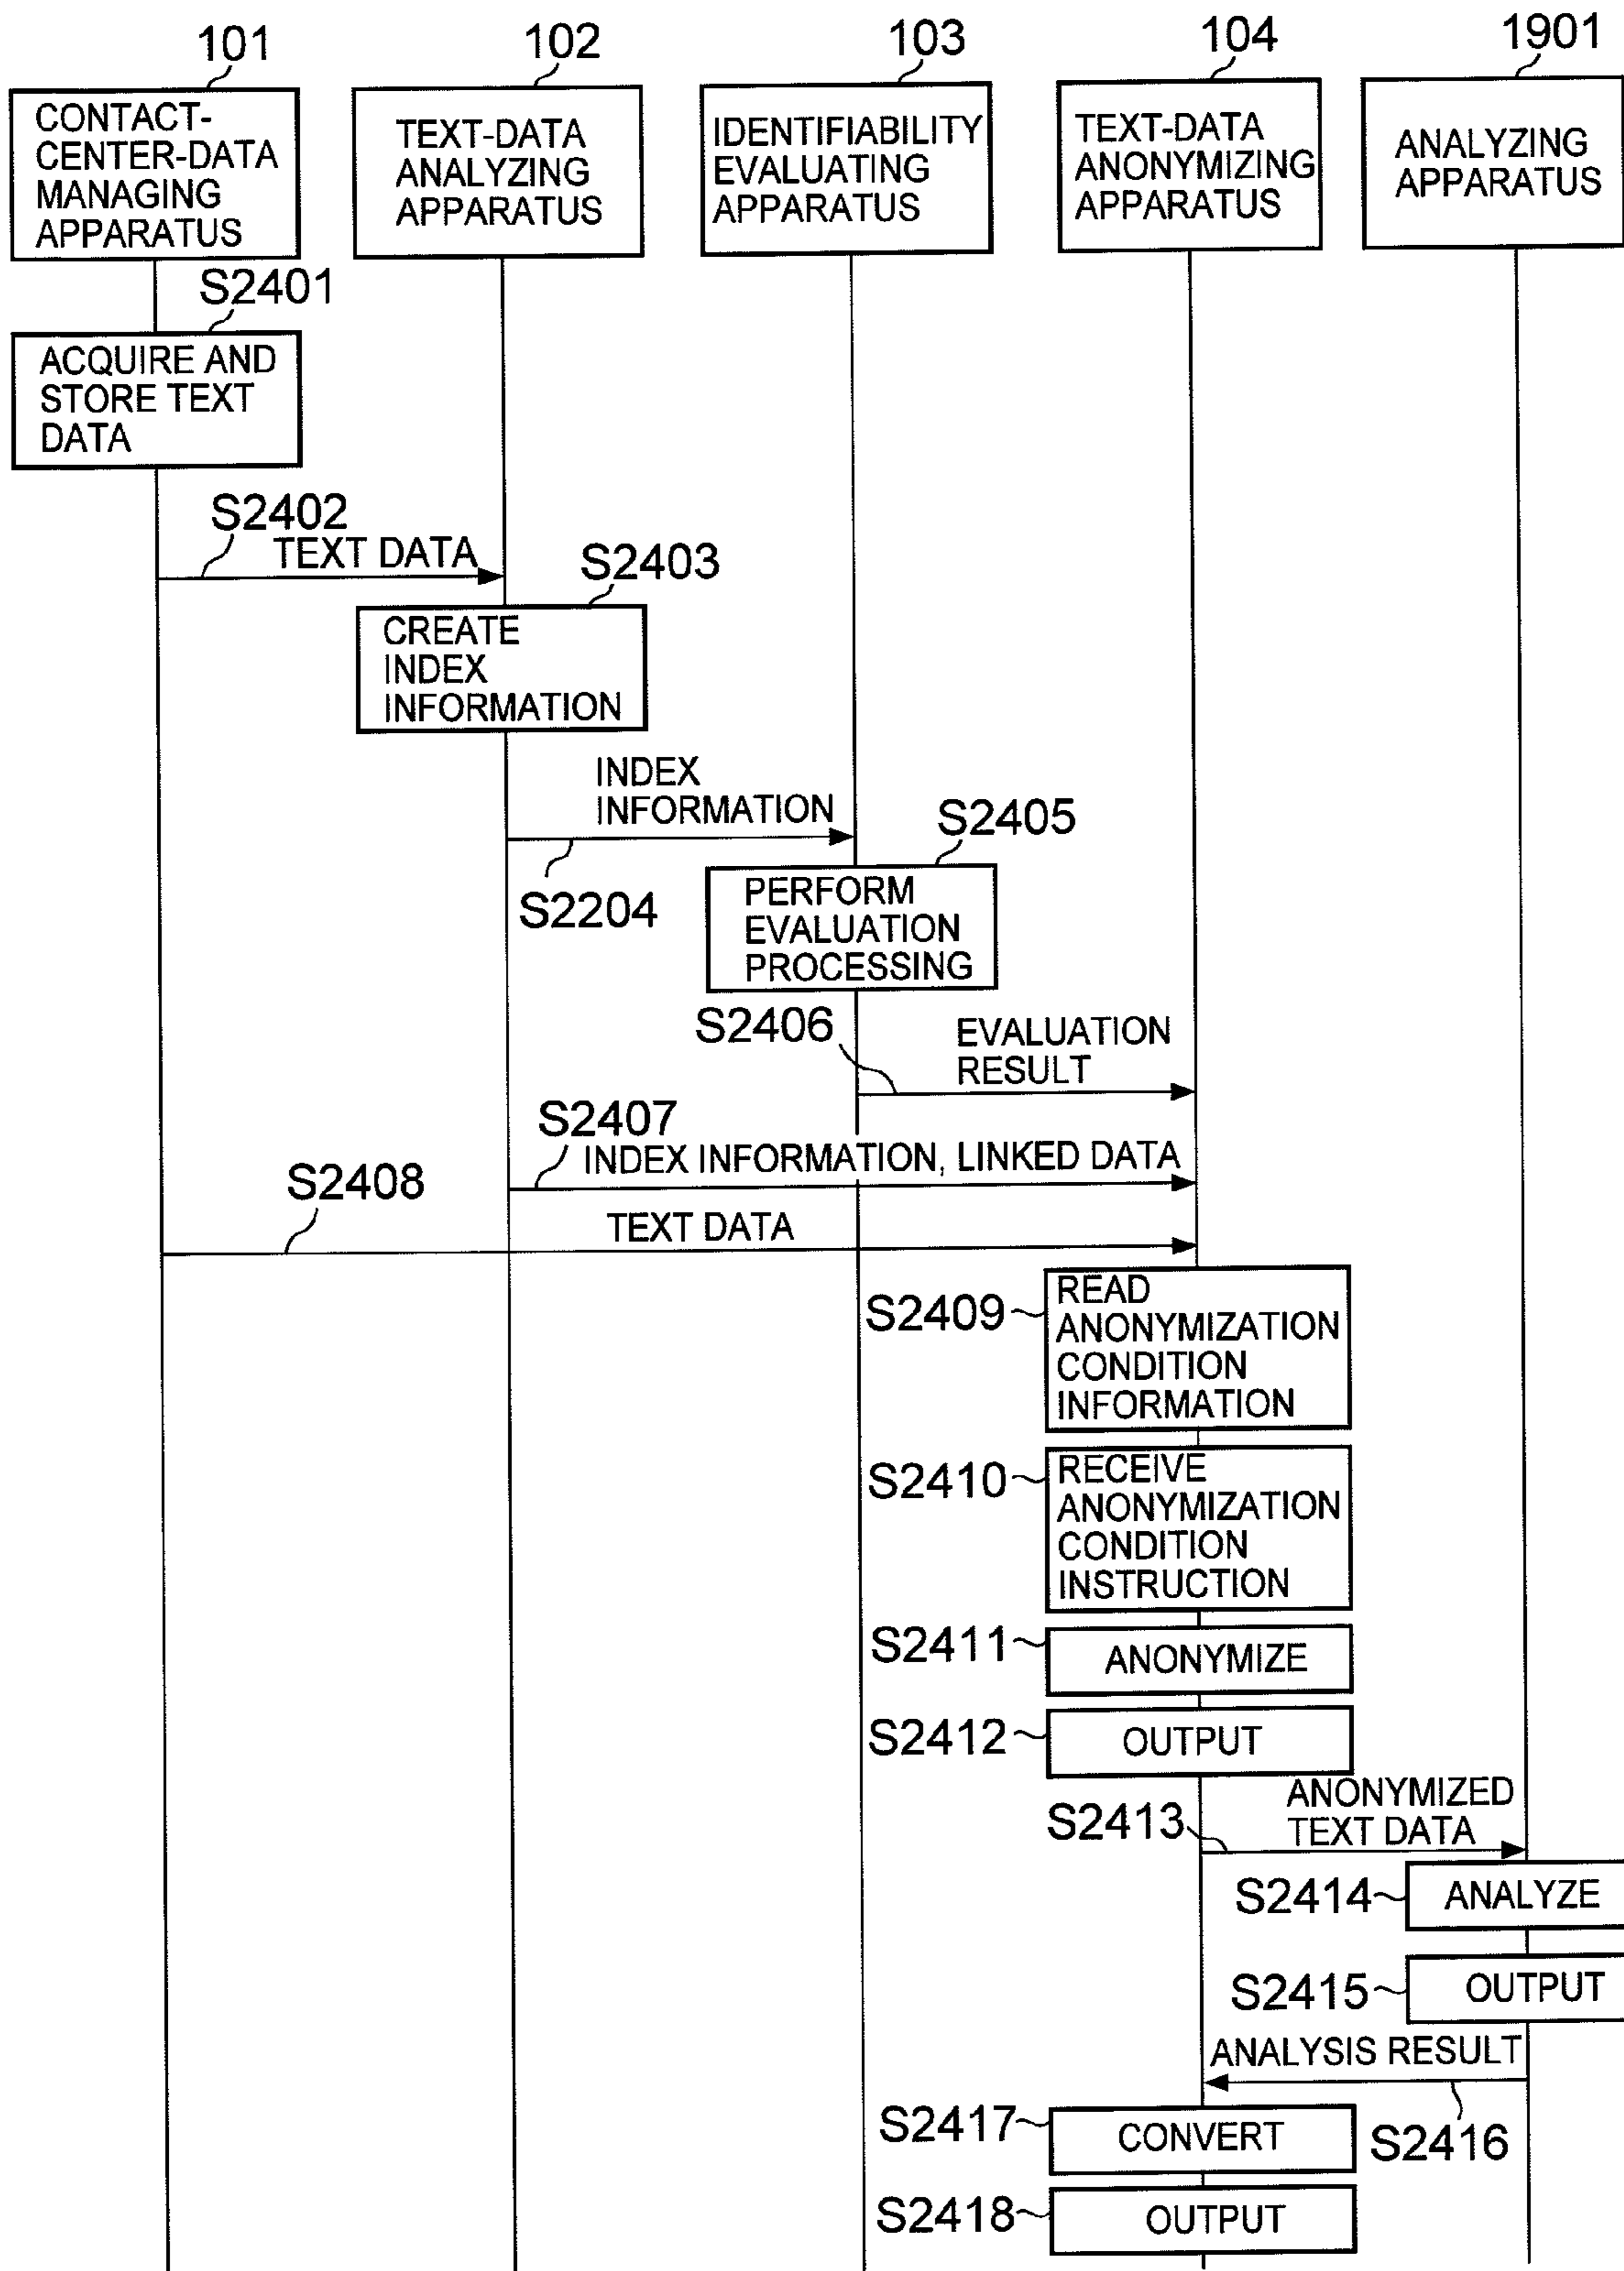 101
102
103
104
1901
CONTACT-
CENTER-DATA
MANAGING
APPARATUS
TEXT-DATA
ANALYZING
APPARATUS
IDENTIFIABILITY
EVALUATING
APPARATUS
TEXT-DATA
ANONYMIZING
APPARATUS
ANALYZING
APPARATUS
S2401
ACQUIRE AND
STORE TEXT
DATA
S2402
TEXT DATA
S2403
CREATE
INDEX
INFORMATION
INDEX
INFORMATION
S2204
S2405
PERFORM
EVALUATION
PROCESSING
S2406
EVALUATION
RESULT
S2407
INDEX INFORMATION, LINKED DATA
S2408
TEXT DATA
S2409
READ
ANONYMIZATION
CONDITION
INFORMATION
S2410
RECEIVE
ANONYMIZATION
CONDITION
INSTRUCTION
S2411
ANONYMIZE
S2412
OUTPUT
S2413
ANONYMIZED
TEXT DATA
S2414
ANALYZE
S2415
OUTPUT
ANALYSIS RESULT
S2416
S2417
CONVERT
S2418
OUTPUT